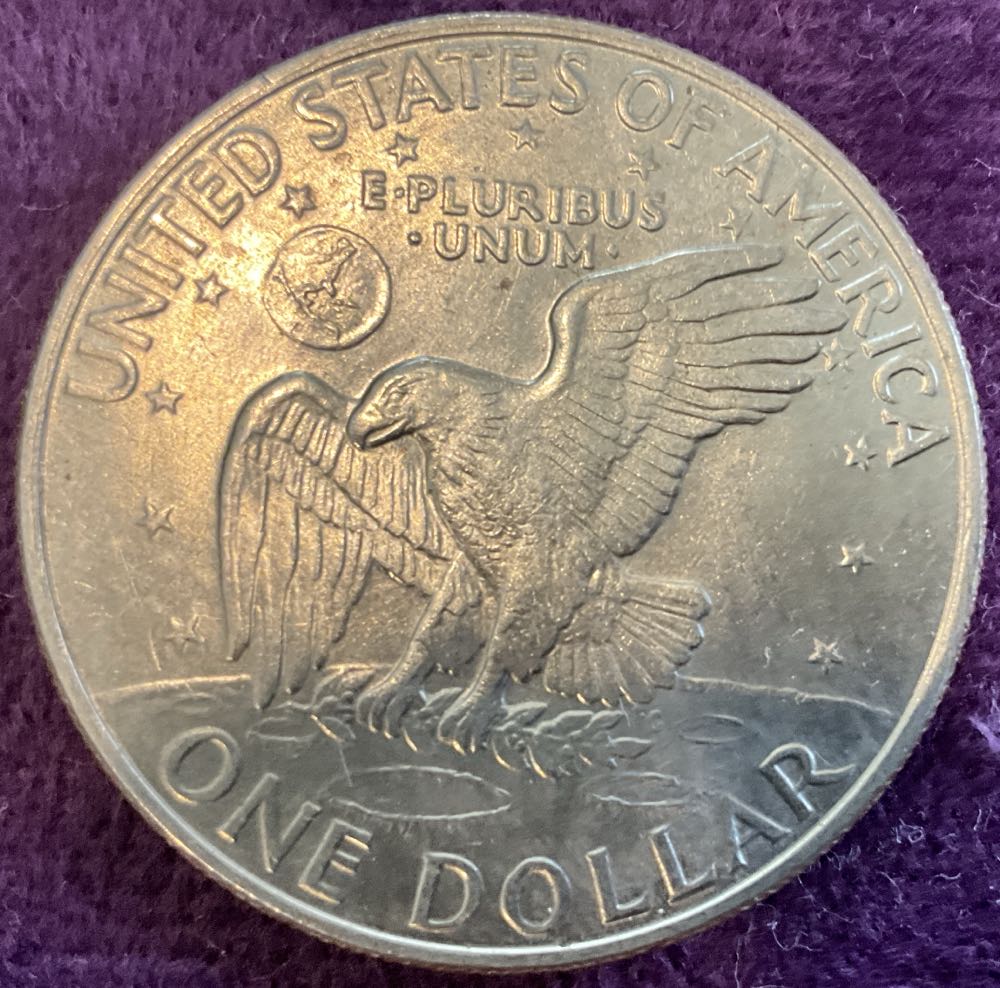 UNITED STATES OF AMERICA
E·PLURIBUS
·UNUM·
ONE DOLLAR